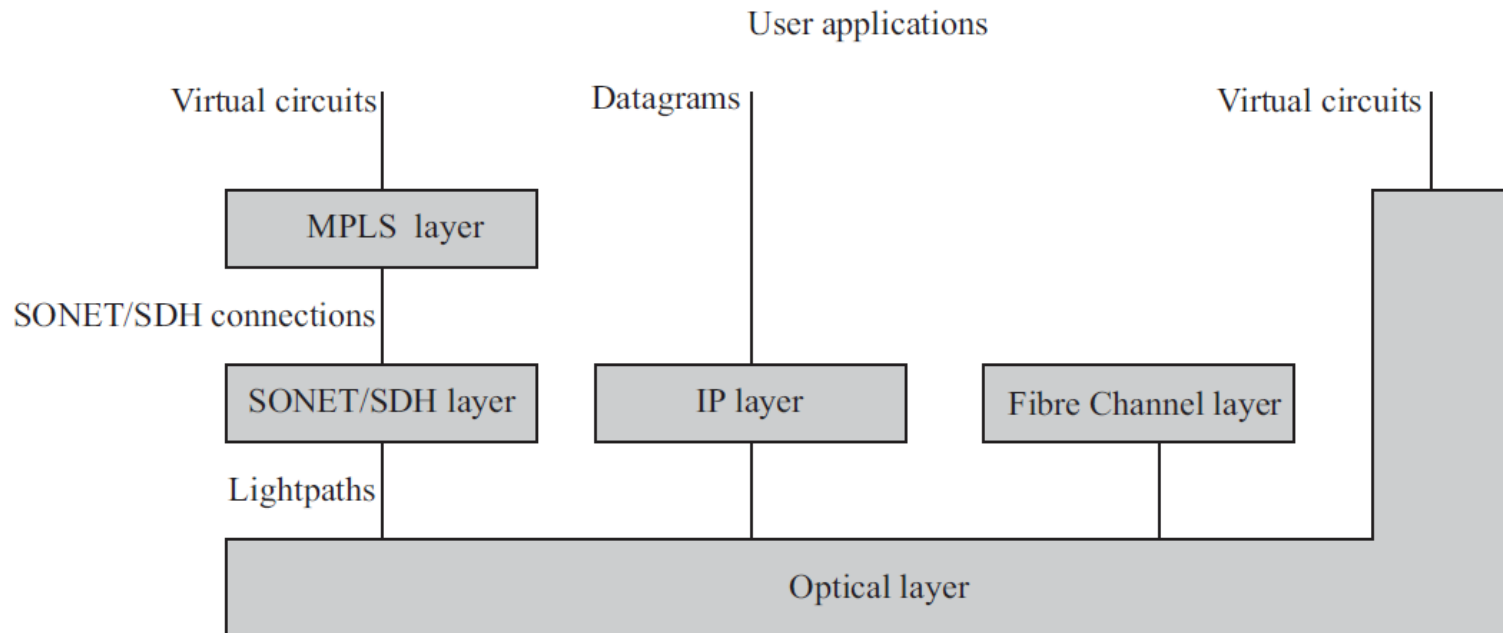 User applications
Virtual circuits
Datagrams
Virtual circuits
MPLS layer
SONET/SDH connections
SONET/SDH layer
IP layer
Fibre Channel layer
Lightpaths
Optical layer